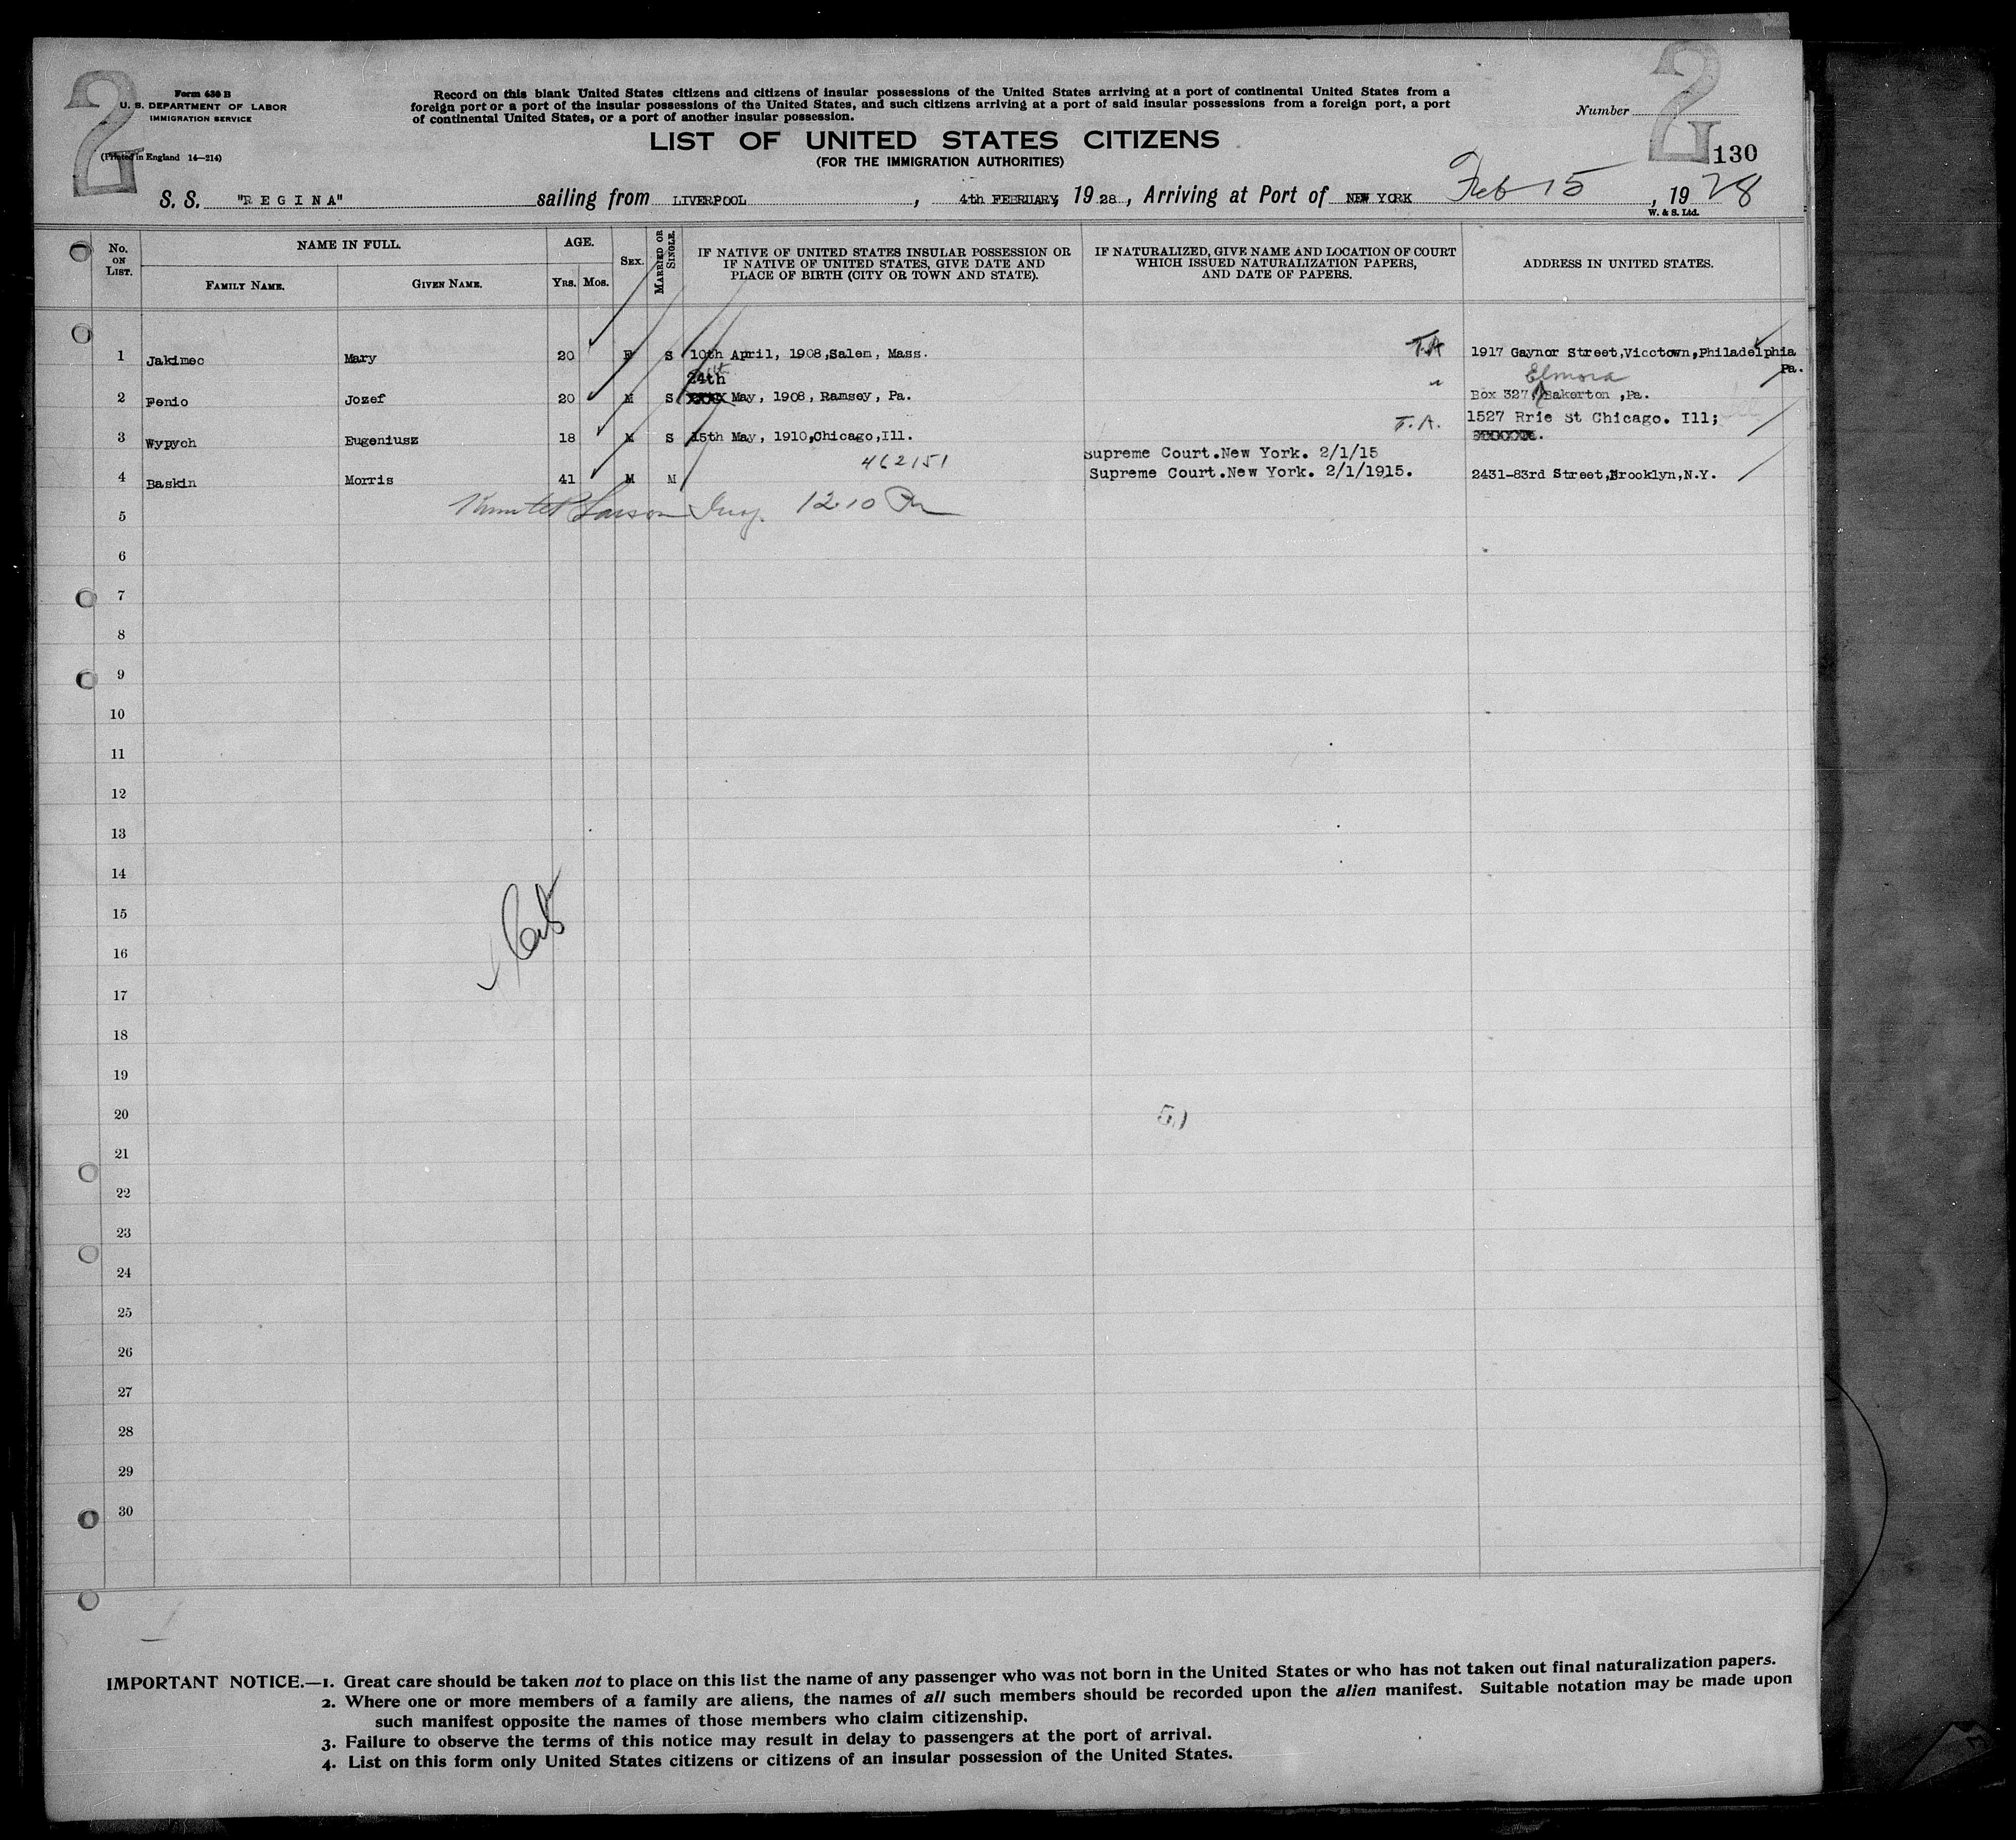 2 2
Form 630 B
U. S. DEPARTMENT OF LABOR
IMMIGRATION SERVICE
(Printed in England 14—214)
Record on this blank United States citizens and citizens of insular possessions of the United States arriving at a port of continental United States from a
foreign port or a port of the insular possessions of the United States, and such citizens arriving at a port of said insular possessions from a foreign port, a port
of continental United States, or a port of another insular possession.
Number
LIST OF UNITED STATES CITIZENS
(FOR THE IMMIGRATION AUTHORITIES)
130
S. S. "REGINA" sailing from LIVERPOOL, 4th FEBRUARY, 1928, Arriving at Port of NEW YORK Feb 15, 1928
W. & S. Ltd.
No. ON LIST. NAME IN FULL. FAMILY NAME. GIVEN NAME. AGE. YRS. MOS. SEX. MARRIED OR SINGLE. IF NATIVE OF UNITED STATES INSULAR POSSESSION OR IF NATIVE OF UNITED STATES, GIVE DATE AND PLACE OF BIRTH (CITY OR TOWN AND STATE). IF NATURALIZED, GIVE NAME AND LOCATION OF COURT WHICH ISSUED NATURALIZATION PAPERS, AND DATE OF PAPERS. ADDRESS IN UNITED STATES.
1 Jakimec Mary 20 F S 10th April, 1908,Salem, Mass. T.A 1917 Gaynor Street,Vicctown,Philadelphia
Pa.
24th Elmora
2 Fenio Jozef 20 M S May, 1908, Ramsey, Pa. " Box 327 Bakerton ,Pa.
1527 Rrie St Chicago. Ill;
3 Wypych Eugeniusz 18 M S 15th May, 1910,Chicago,Ill. T.A.
462151 Supreme Court.New York. 2/1/15
4 Baskin Morris 41 M M Supreme Court.New York. 2/1/1915. 2431-83rd Street,Brooklyn,N.Y.
5 Larson Insp. 12.10 Pm
6
7
8
9
10
11
12
13
14
15
16
17
18
19
20
21
22
23
24
25
26
27
28
29
30
IMPORTANT NOTICE.—1. Great care should be taken not to place on this list the name of any passenger who was not born in the United States or who has not taken out final naturalization papers.
2. Where one or more members of a family are aliens, the names of all such members should be recorded upon the alien manifest. Suitable notation may be made upon
such manifest opposite the names of those members who claim citizenship.
3. Failure to observe the terms of this notice may result in delay to passengers at the port of arrival.
4. List on this form only United States citizens or citizens of an insular possession of the United States.